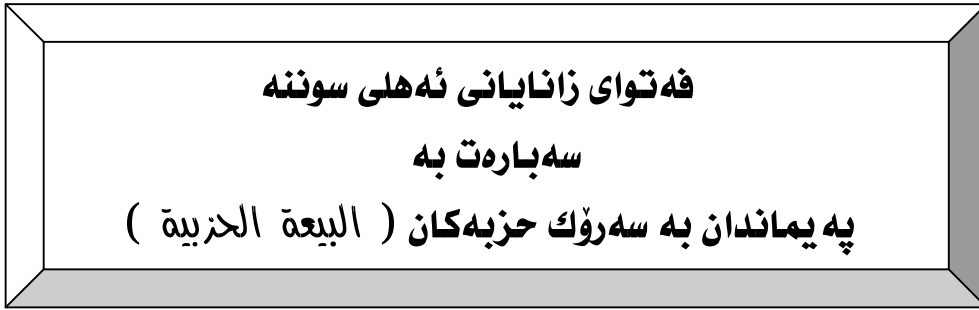 فەتوای زانایانی ئەهلی سوننە
سەبارەت بە
پەیماندان بە سەرۆك حزبەکان ( البيعة الحزبية )